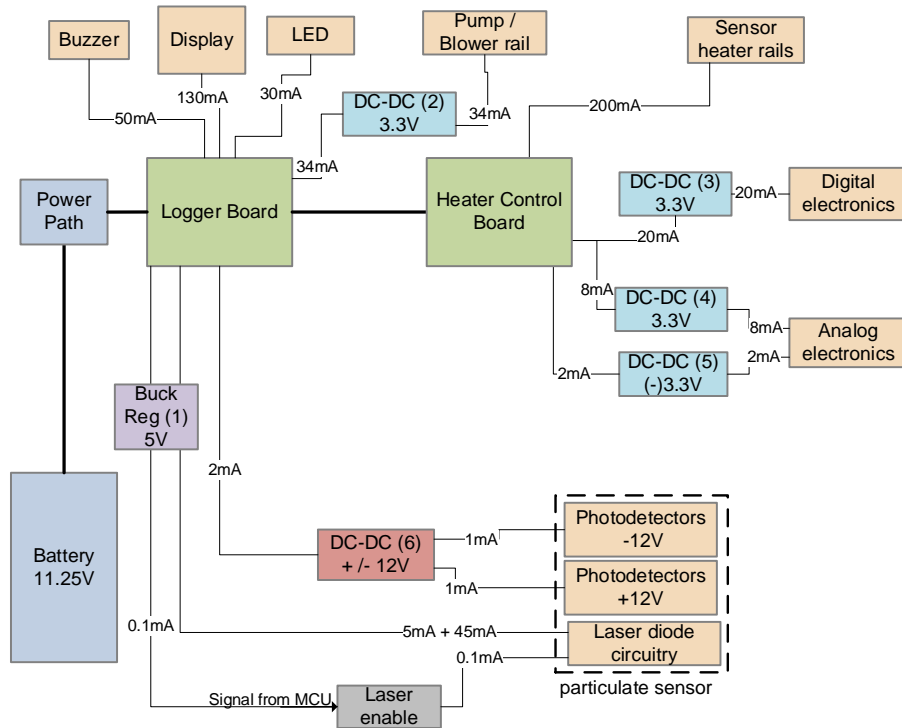 Buzzer
Display
LED
Pump /
Blower rail
Sensor
heater rails
50mA
130mA
30mA
DC-DC (2)
3.3V
34mA
34mA
200mA
Power
Path
Logger Board
Heater Control
Board
DC-DC (3)
3.3V
20mA
20mA
Digital
electronics
8mA
DC-DC (4)
3.3V
8mA
Analog
electronics
2mA
DC-DC (5)
(-)3.3V
2mA
Buck
Reg (1)
5V
2mA
Battery
11.25V
DC-DC (6)
+ /- 12V
1mA
1mA
Photodetectors
-12V
Photodetectors
+12V
0.1mA
5mA + 45mA
Laser diode
circuitry
0.1mA
particulate sensor
Signal from MCU
Laser
enable